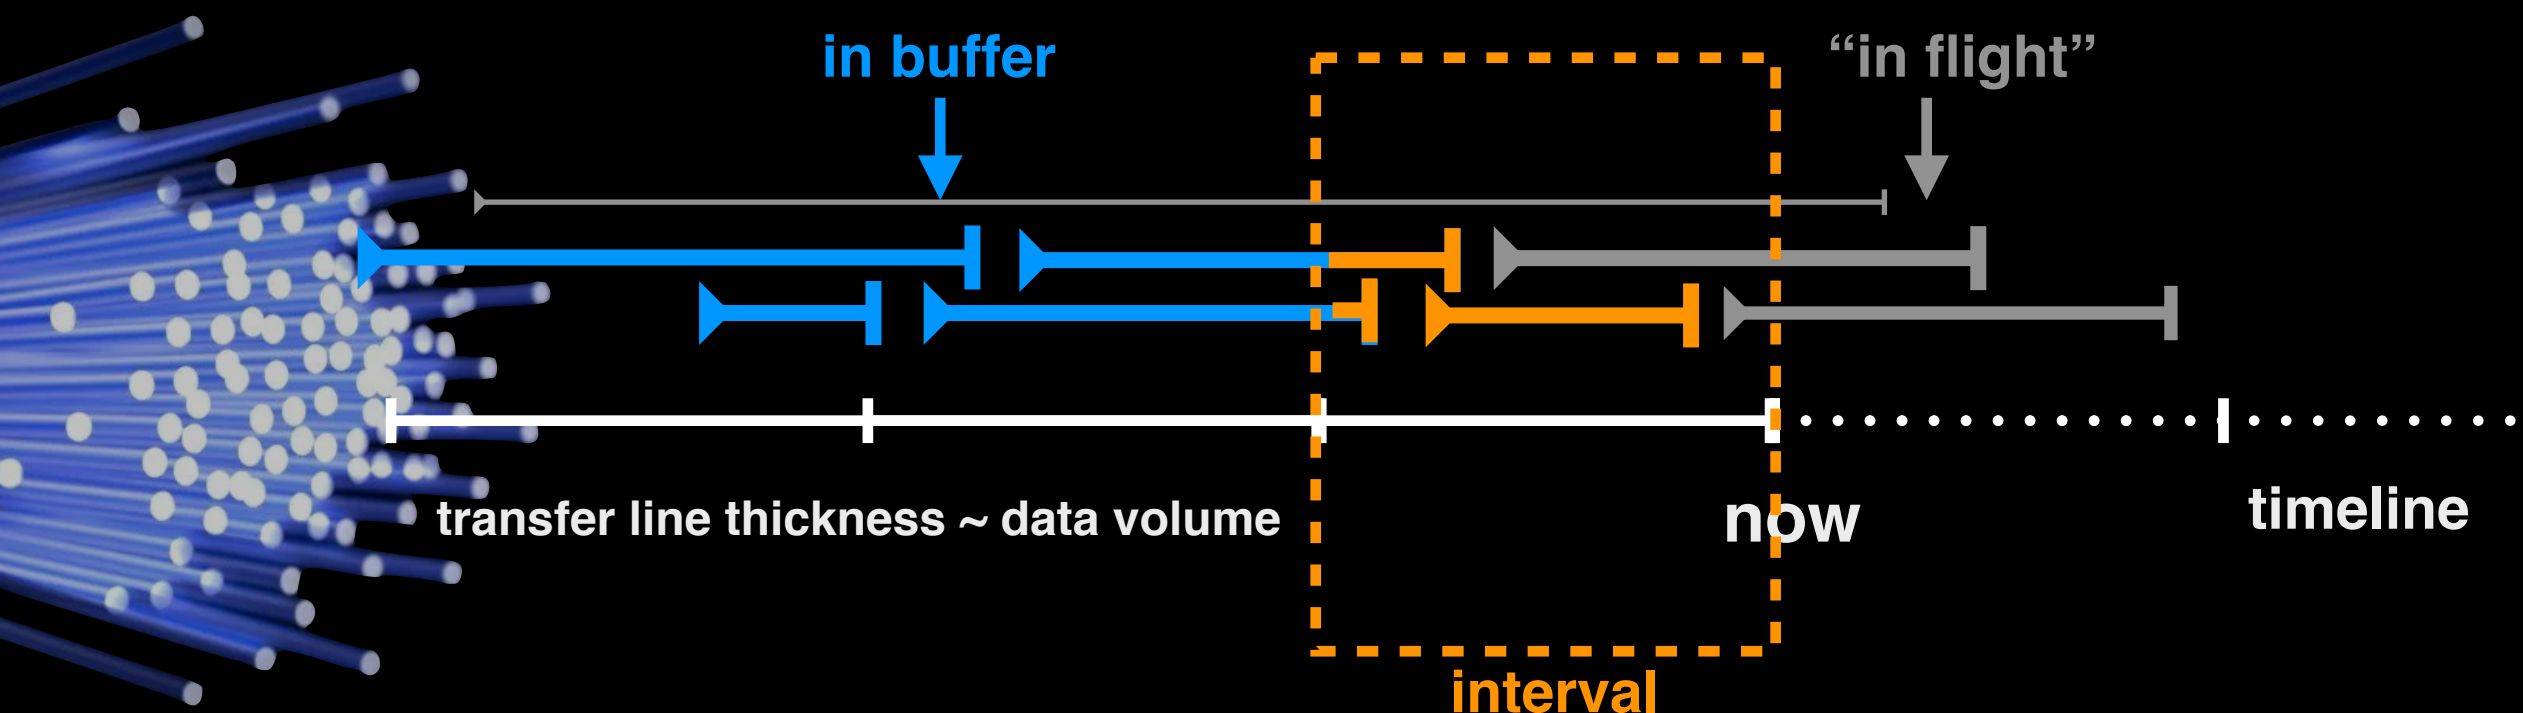 in buffer
“in flight”
transfer line thickness ~ data volume
now
timeline
interval